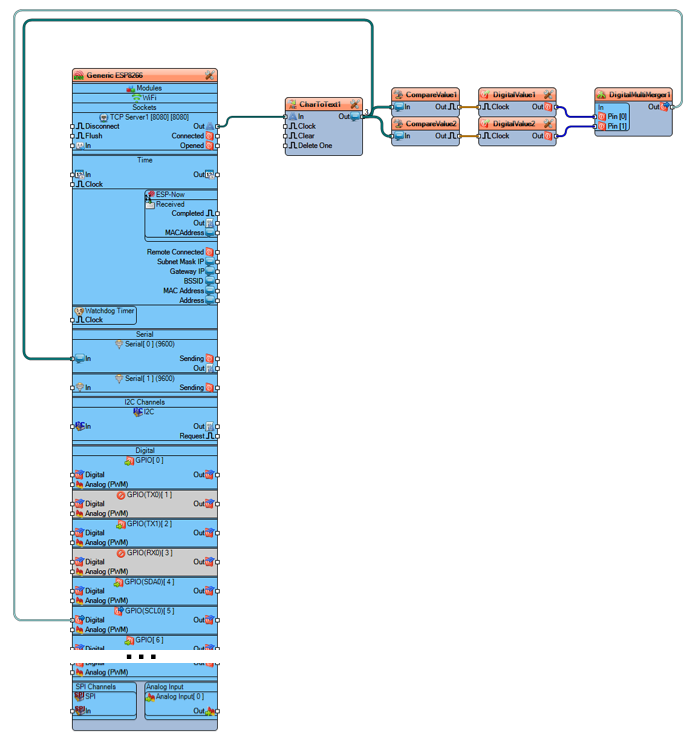 Generic ESP8266
Modules
WiFi
Sockets
TCP Server1 [8080] [8080]
Disconnect
Out
Flush
Connected
In
Opened
Time
In
Out
Clock
ESP-Now
Received
Completed
Out
MACAddress
Remote Connected
Subnet Mask IP
Gateway IP
BSSID
MAC Address
Address
Watchdog Timer
Clock
Serial
Serial[ 0 ] (9600)
In
Sending
Out
Serial[ 1 ] (9600)
In
Sending
I2C Channels
I2C
In
Out
Request
Digital
GPIO[ 0 ]
Digital
Out
Analog (PWM)
GPIO(TX0)[ 1 ]
Digital
Out
Analog (PWM)
GPIO(TX1)[ 2 ]
Digital
Out
Analog (PWM)
GPIO(RX0)[ 3 ]
Digital
Out
Analog (PWM)
GPIO(SDA0)[ 4 ]
Digital
Out
Analog (PWM)
GPIO(SCL0)[ 5 ]
Digital
Out
Analog (PWM)
GPIO[ 6 ]
Digital
Out
...
Digital
Out
Analog (PWM)
SPI Channels
SPI
In
Analog Input
Analog Input[ 0 ]
Out
CharToText1
In
Out
3
Clock
Clear
Delete One
CompareValue1
In
Out
CompareValue2
In
Out
DigitalValue1
Clock
Out
DigitalValue2
Clock
Out
DigitalMultiMerger1
In
Out
Pin [0]
Pin [1]